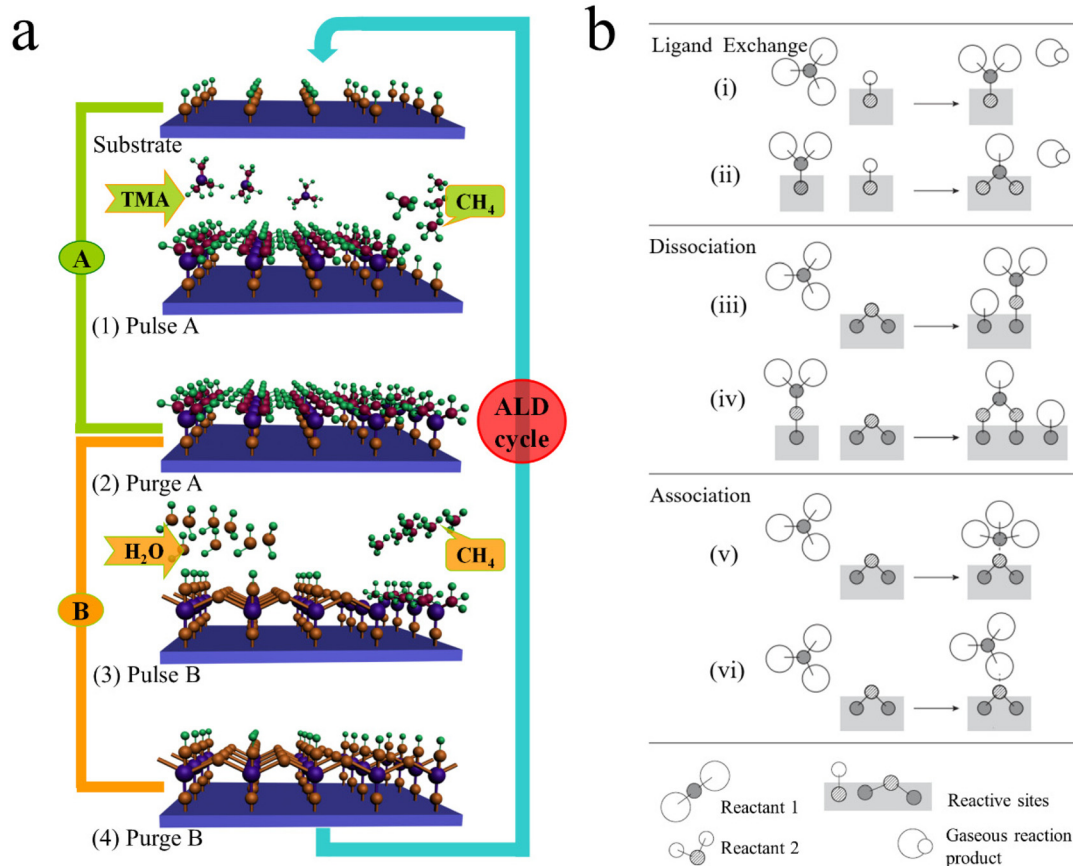 a
Substrate
TMA
CH₄
A
(1) Pulse A
ALD
cycle
(2) Purge A
H₂O
CH₄
B
(3) Pulse B
(4) Purge B
b
Ligand Exchange
(i)
(ii)
Dissociation
(iii)
(iv)
Association
(v)
(vi)
Reactant 1
Reactive sites
Reactant 2
Gaseous reaction
product